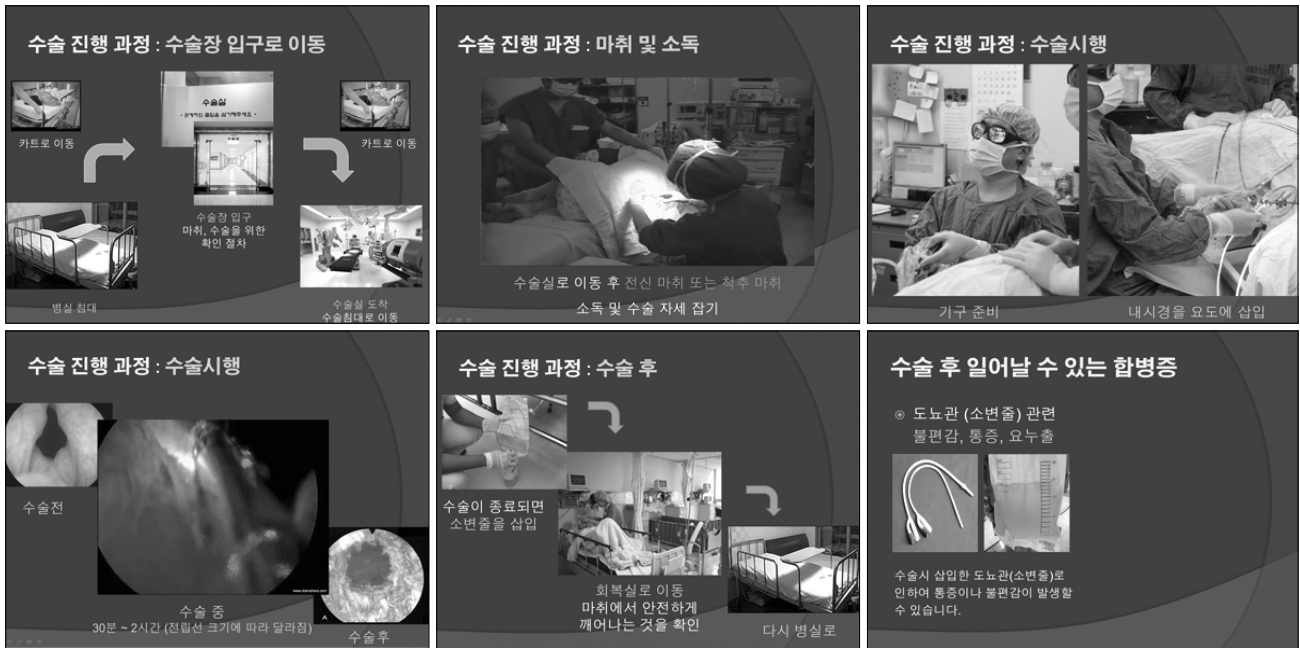 수술 진행 과정 : 수술장 입구로 이동
카트로 이동
수술실
카트로 이동
수술장 입구
마취, 수술을 위한
확인 절차
병실 침대
수술실 도착
수술침대로 이동
수술 진행 과정 : 마취 및 소독
수술실로 이동 후 전신 마취 또는 척추 마취
소독 및 수술 자세 잡기
수술 진행 과정 : 수술시행
기구 준비
내시경을 요도에 삽입
수술 진행 과정 : 수술시행
수술전
수술 중
30분 ~ 2시간 (전립선 크기에 따라 달라짐)
A
수술후
수술 진행 과정 : 수술 후
수술이 종료되면
소변줄을 삽입
회복실로 이동
마취에서 안전하게
깨어나는 것을 확인
다시 병실로
수술 후 일어날 수 있는 합병증
도뇨관 (소변줄) 관련
불편감, 통증, 요누출
수술시 삽입한 도뇨관(소변줄)로
인하여 통증이나 불편감이 발생할
수 있습니다.